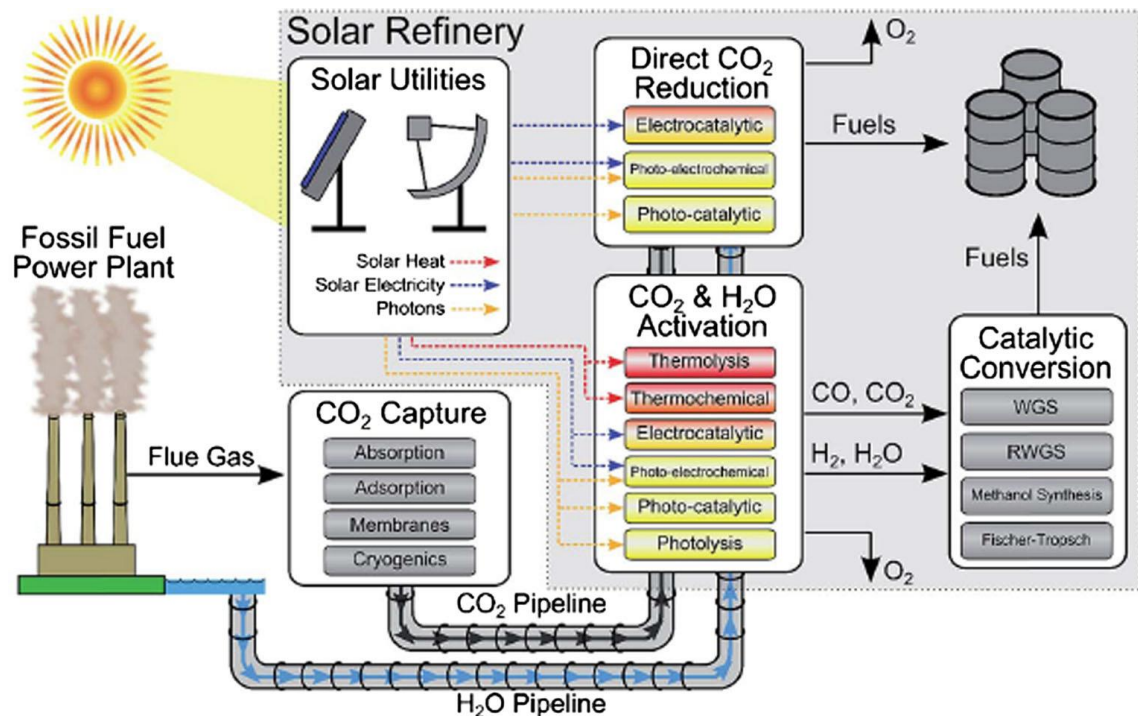 Solar Refinery
Solar Utilities
Solar Heat
Solar Electricity
Photons
Direct CO₂
Reduction
Electrocatalytic
Photo-electrochemical
Photo-catalytic
O₂
Fuels
Fossil Fuel
Power Plant
Flue Gas
CO₂ Capture
Absorption
Adsorption
Membranes
Cryogenics
CO₂ & H₂O
Activation
Thermolysis
Thermochemical
Electrocatalytic
Photo-electrochemical
Photo-catalytic
Photolysis
CO, CO₂
H₂, H₂O
O₂
Fuels
Catalytic
Conversion
WGS
RWGS
Methanol Synthesis
Fischer-Tropsch
CO₂ Pipeline
H₂O Pipeline